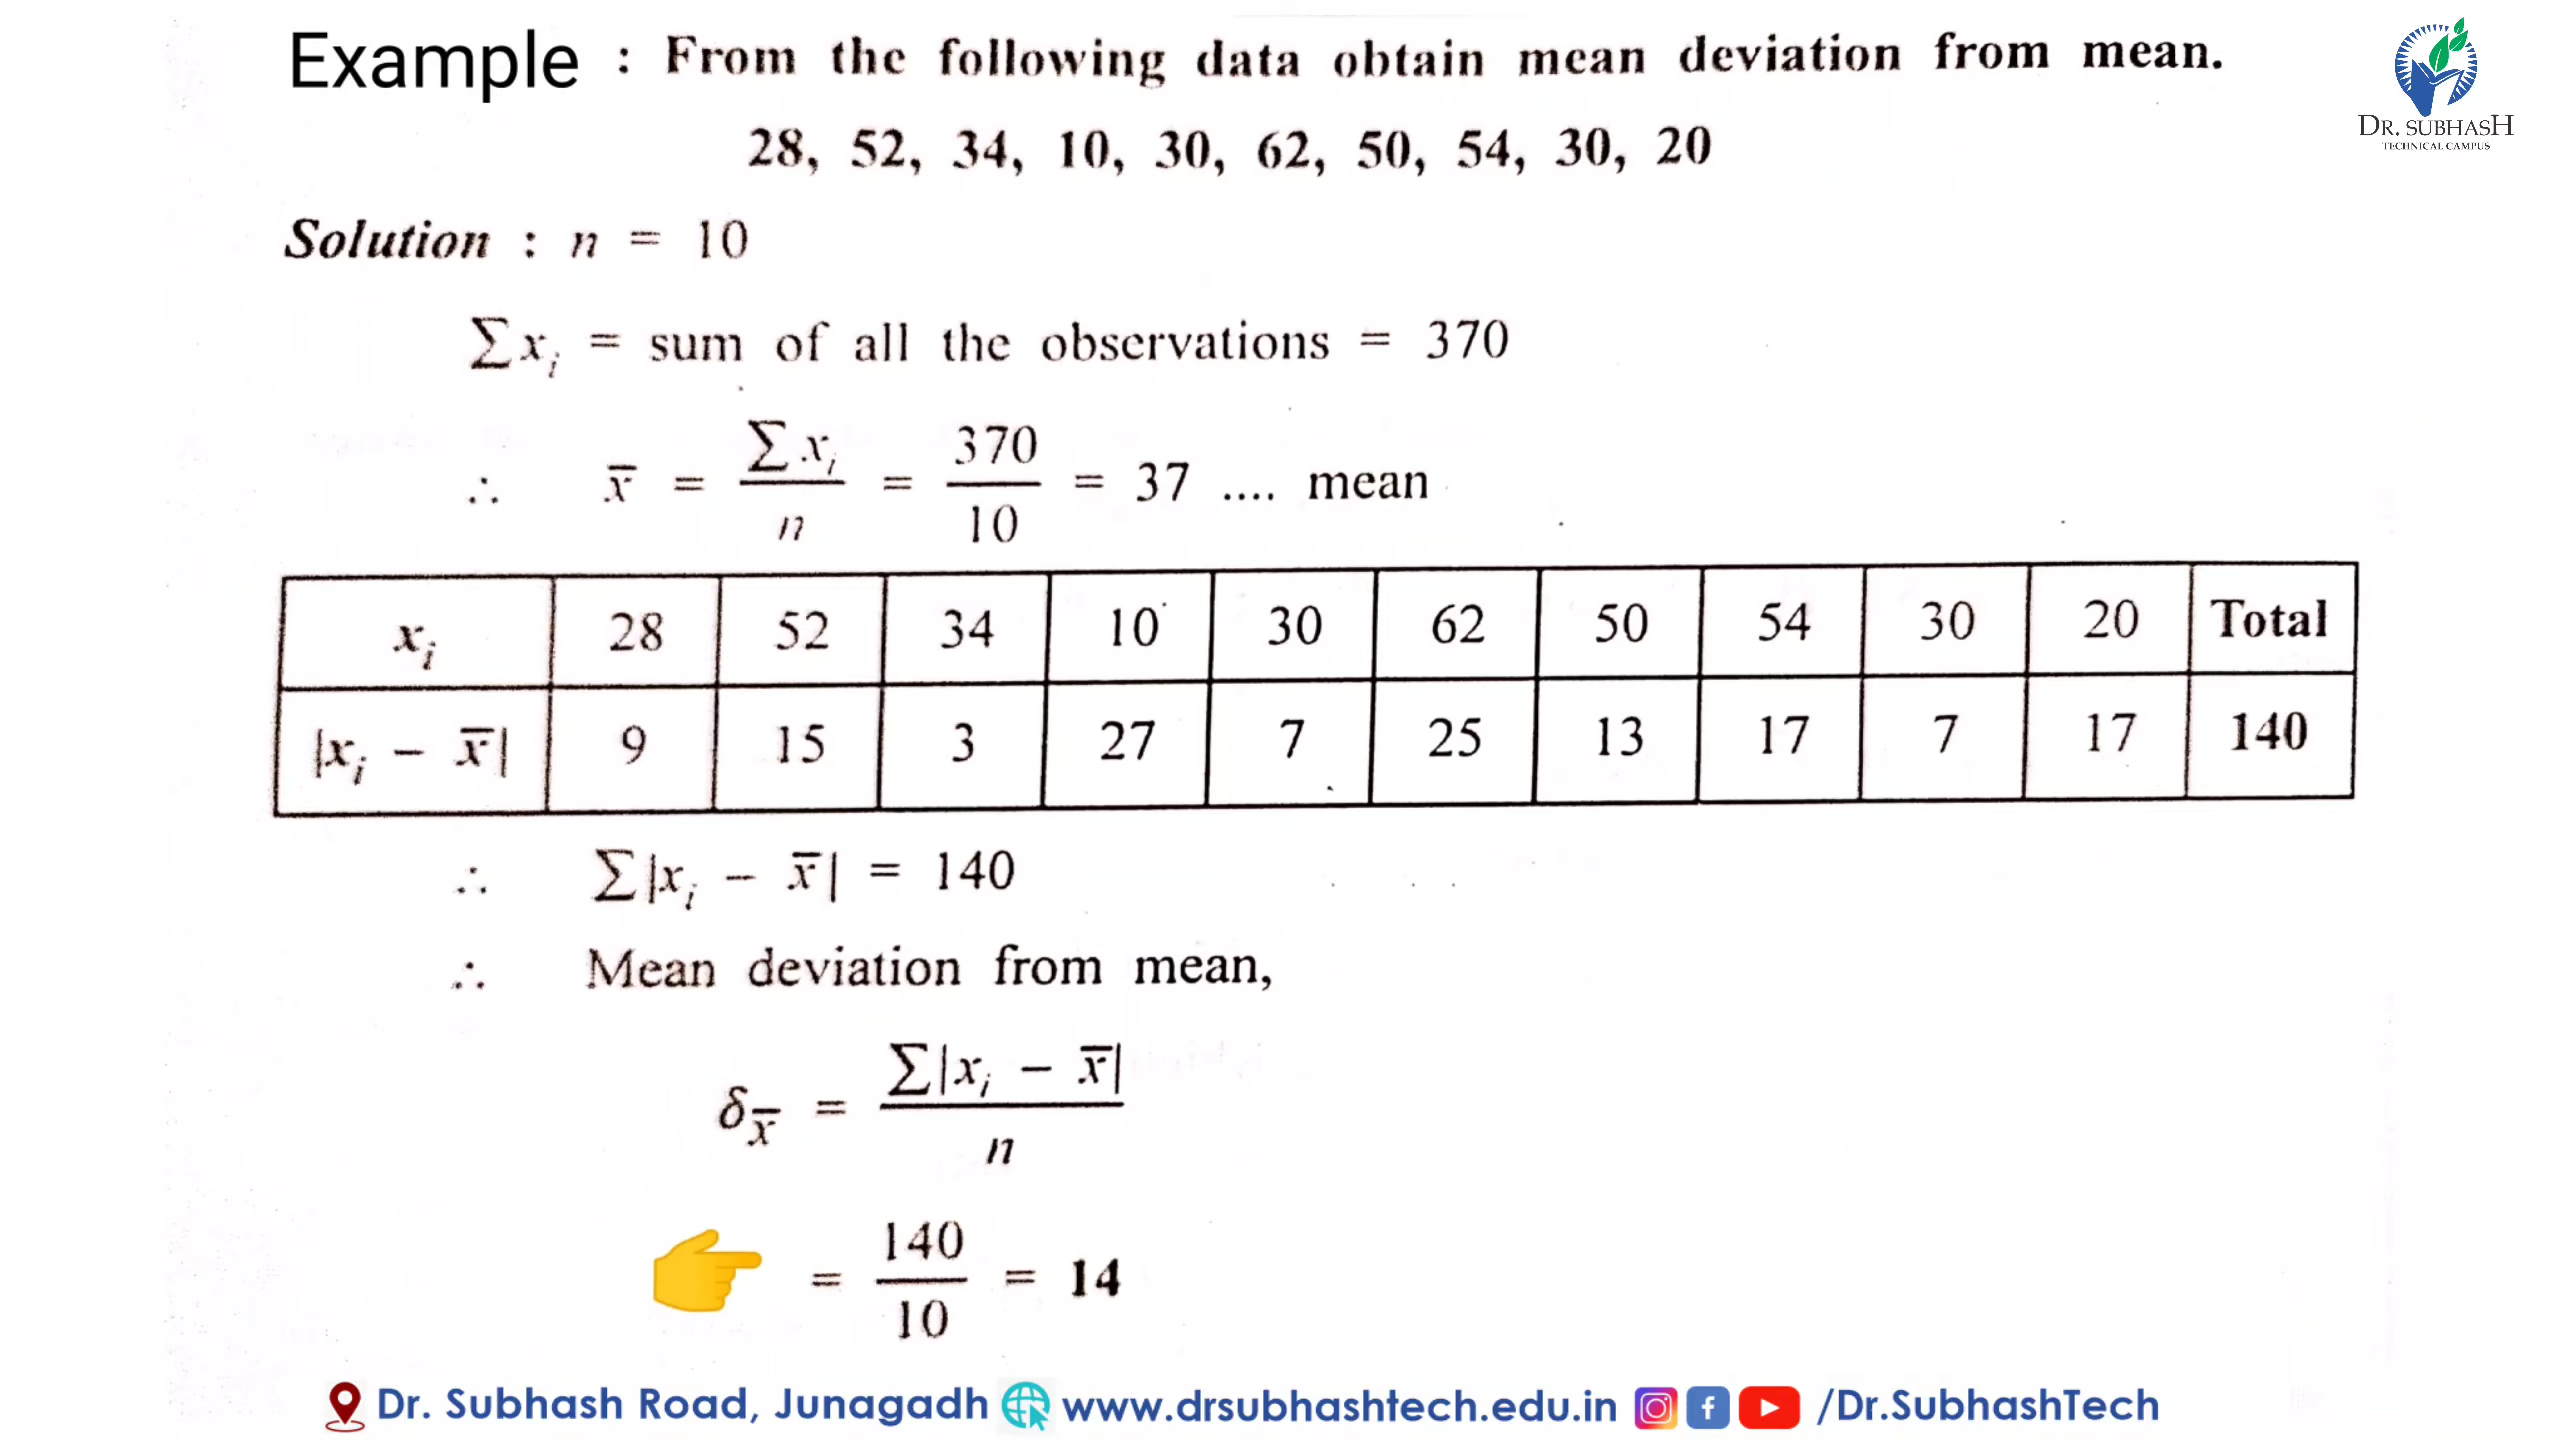 Example : From the following data obtain mean deviation from mean.
28, 52, 34, 10, 30, 62, 50, 54, 30, 20
DR. SUBHASH
TECHNICAL CAMPUS
Solution : n = 10
∑xᵢ = sum of all the observations = 370
∴ x̄ = ∑xᵢ / n = 370 / 10 = 37 .... mean
xᵢ 28 52 34 10 30 62 50 54 30 20 Total
|xᵢ − x̄| 9 15 3 27 7 25 13 17 7 17 140
∴ ∑|xᵢ − x̄| = 140
∴ Mean deviation from mean,
δx̄ = ∑|xᵢ − x̄| / n
= 140 / 10 = 14
Dr. Subhash Road, Junagadh www.drsubhashtech.edu.in /Dr.SubhashTech